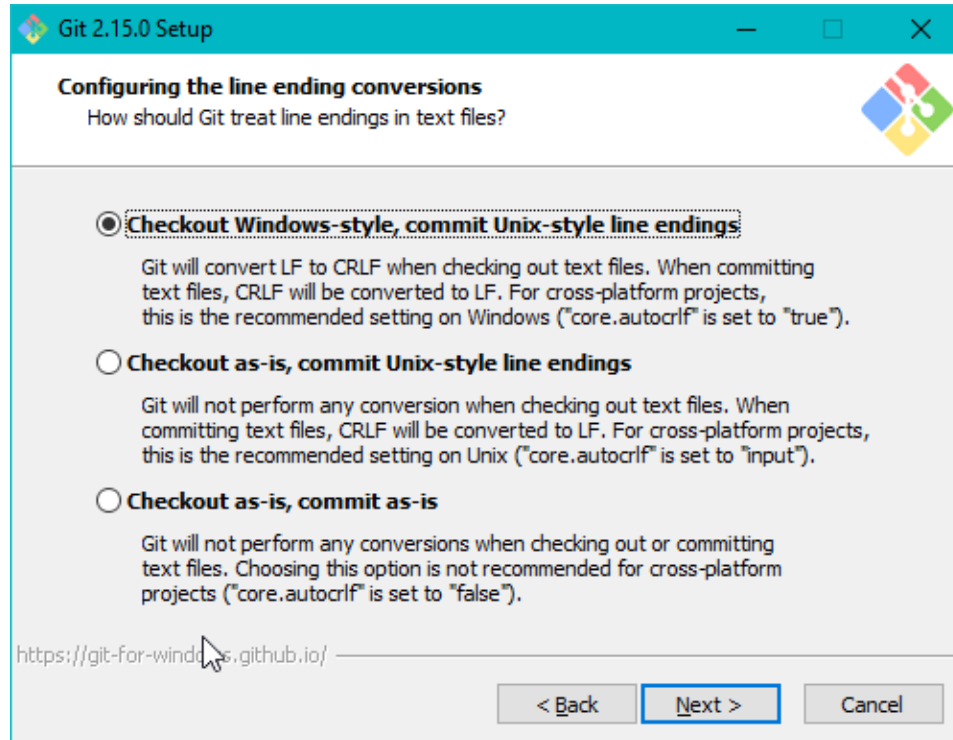 Git 2.15.0 Setup
Configuring the line ending conversions
How should Git treat line endings in text files?
Checkout Windows-style, commit Unix-style line endings
Git will convert LF to CRLF when checking out text files. When committing
text files, CRLF will be converted to LF. For cross-platform projects,
this is the recommended setting on Windows ("core.autocrlf" is set to "true").
Checkout as-is, commit Unix-style line endings
Git will not perform any conversion when checking out text files. When
committing text files, CRLF will be converted to LF. For cross-platform projects,
this is the recommended setting on Unix ("core.autocrlf" is set to "input").
Checkout as-is, commit as-is
Git will not perform any conversions when checking out or committing
text files. Choosing this option is not recommended for cross-platform
projects ("core.autocrlf" is set to "false").
https://git-for-windows.github.io/
< Back Next > Cancel